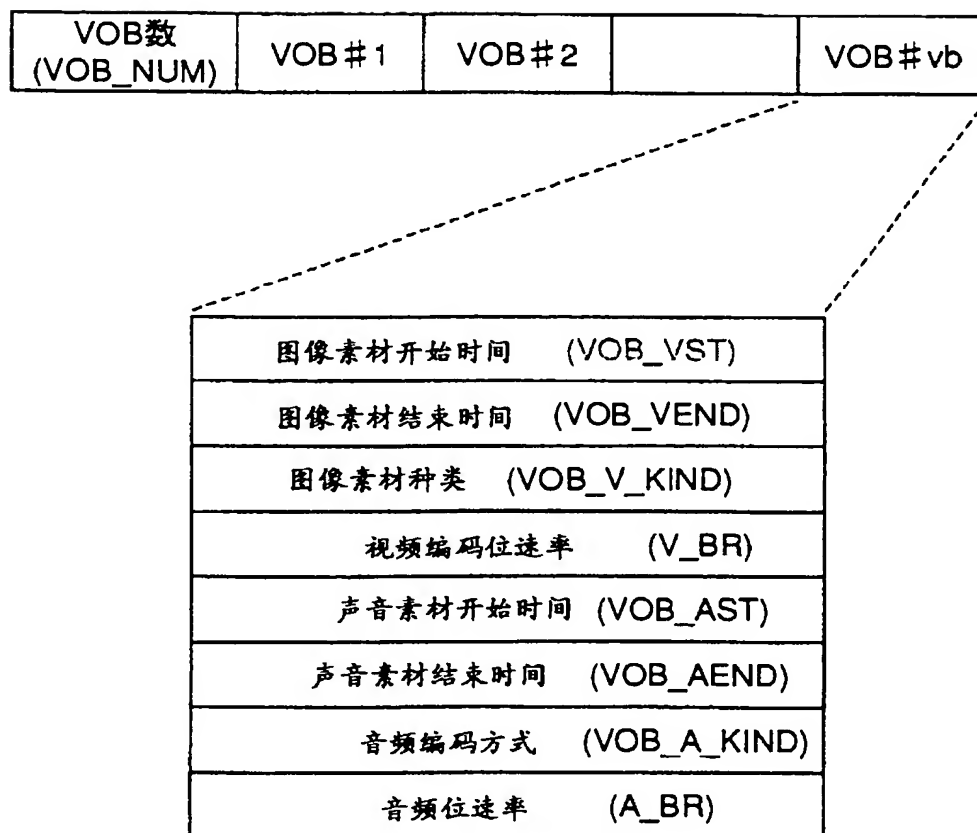 VOB数
(VOB_NUM)
VOB#1
VOB#2
VOB#vb
图像素材开始时间 (VOB_VST)
图像素材结束时间 (VOB_VEND)
图像素材种类 (VOB_V_KIND)
视频编码位速率 (V_BR)
声音素材开始时间 (VOB_AST)
声音素材结束时间 (VOB_AEND)
音频编码方式 (VOB_A_KIND)
音频位速率 (A_BR)